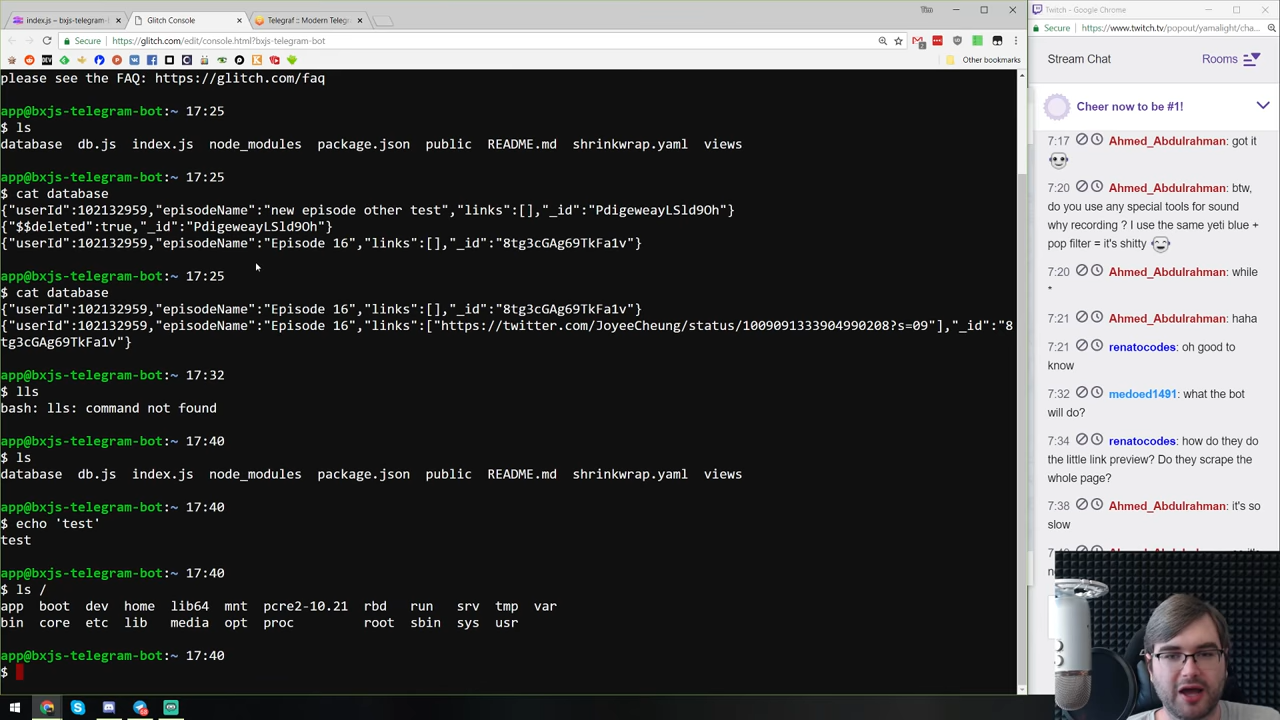 index.js – bxjs-telegram-b
Glitch Console
Telegraf :: Modern Teleg
Tim
Secure
https://glitch.com/edit/console.html?bxjs-telegram-bot
Other bookmarks
please see the FAQ: https://glitch.com/faq
app@bxjs-telegram-bot:~ 17:25
$ ls
database db.js index.js node_modules package.json public README.md shrinkwrap.yaml views
app@bxjs-telegram-bot:~ 17:25
$ cat database
{"userId":102132959,"episodeName":"new episode other test","links":[],"_id":"PdigeweayLSld9Oh"}
{"$$deleted":true,"_id":"PdigeweayLSld9Oh"}
{"userId":102132959,"episodeName":"Episode 16","links":[],"_id":"8tg3cGAg69TkFa1v"}
app@bxjs-telegram-bot:~ 17:25
$ cat database
{"userId":102132959,"episodeName":"Episode 16","links":[],"_id":"8tg3cGAg69TkFa1v"}
{"userId":102132959,"episodeName":"Episode 16","links":["https://twitter.com/JoyeeCheung/status/1009091333904990208?s=09"],"_id":"8
tg3cGAg69TkFa1v"}
app@bxjs-telegram-bot:~ 17:32
$ lls
bash: lls: command not found
app@bxjs-telegram-bot:~ 17:40
$ ls
database db.js index.js node_modules package.json public README.md shrinkwrap.yaml views
app@bxjs-telegram-bot:~ 17:40
$ echo 'test'
test
app@bxjs-telegram-bot:~ 17:40
$ ls /
app boot dev home lib64 mnt pcre2-10.21 rbd run srv tmp var
bin core etc lib media opt proc root sbin sys usr
app@bxjs-telegram-bot:~ 17:40
$
Twitch - Google Chrome
Secure
https://www.twitch.tv/popout/yamalight/cha...
Stream Chat
Rooms
Cheer now to be #1!
7:17 Ahmed_Abdulrahman: got it
7:20 Ahmed_Abdulrahman: btw,
do you use any special tools for sound
why recording ? I use the same yeti blue +
pop filter = it's shitty
7:20 Ahmed_Abdulrahman: while
*
7:21 Ahmed_Abdulrahman: haha
7:21 renatocodes: oh good to
know
7:32 medoed1491: what the bot
will do?
7:34 renatocodes: how do they do
the little link preview? Do they scrape the
whole page?
7:38 Ahmed_Abdulrahman: it's so
slow